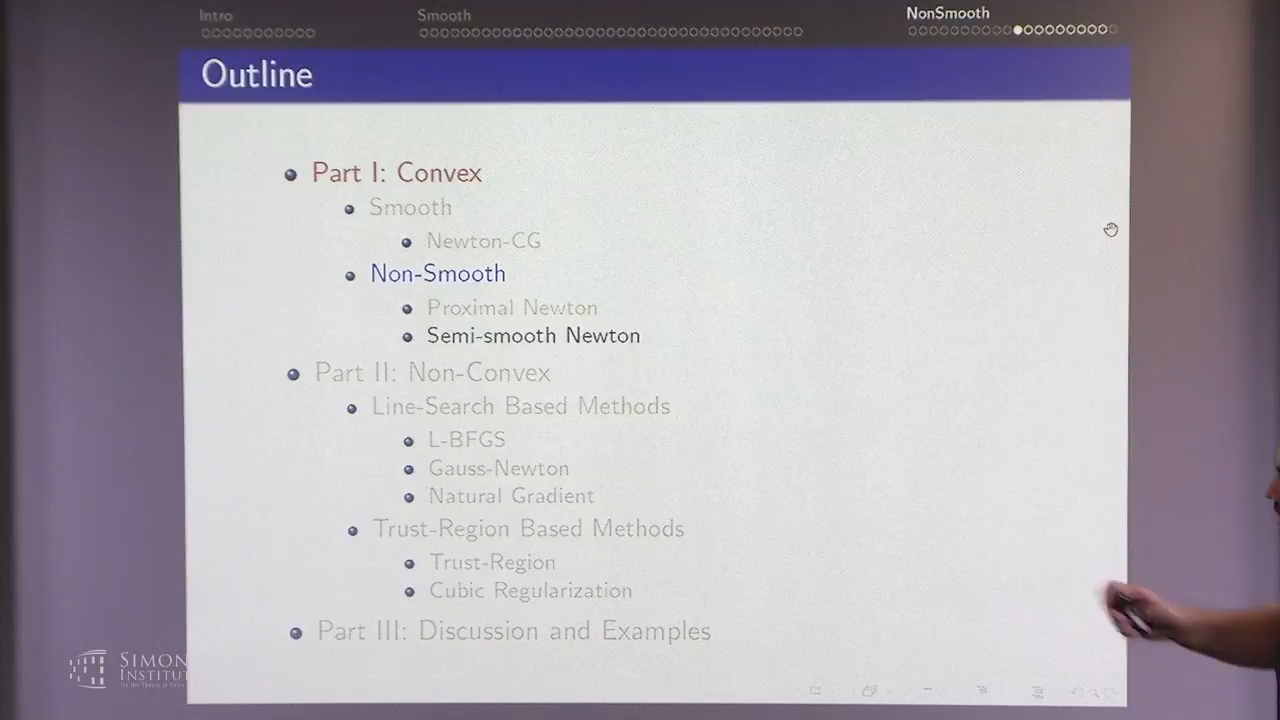 Intro
Smooth
NonSmooth
Outline
Part I: Convex
Smooth
Newton-CG
Non-Smooth
Proximal Newton
Semi-smooth Newton
Part II: Non-Convex
Line-Search Based Methods
L-BFGS
Gauss-Newton
Natural Gradient
Trust-Region Based Methods
Trust-Region
Cubic Regularization
Part III: Discussion and Examples
SIMON
INSTITUT